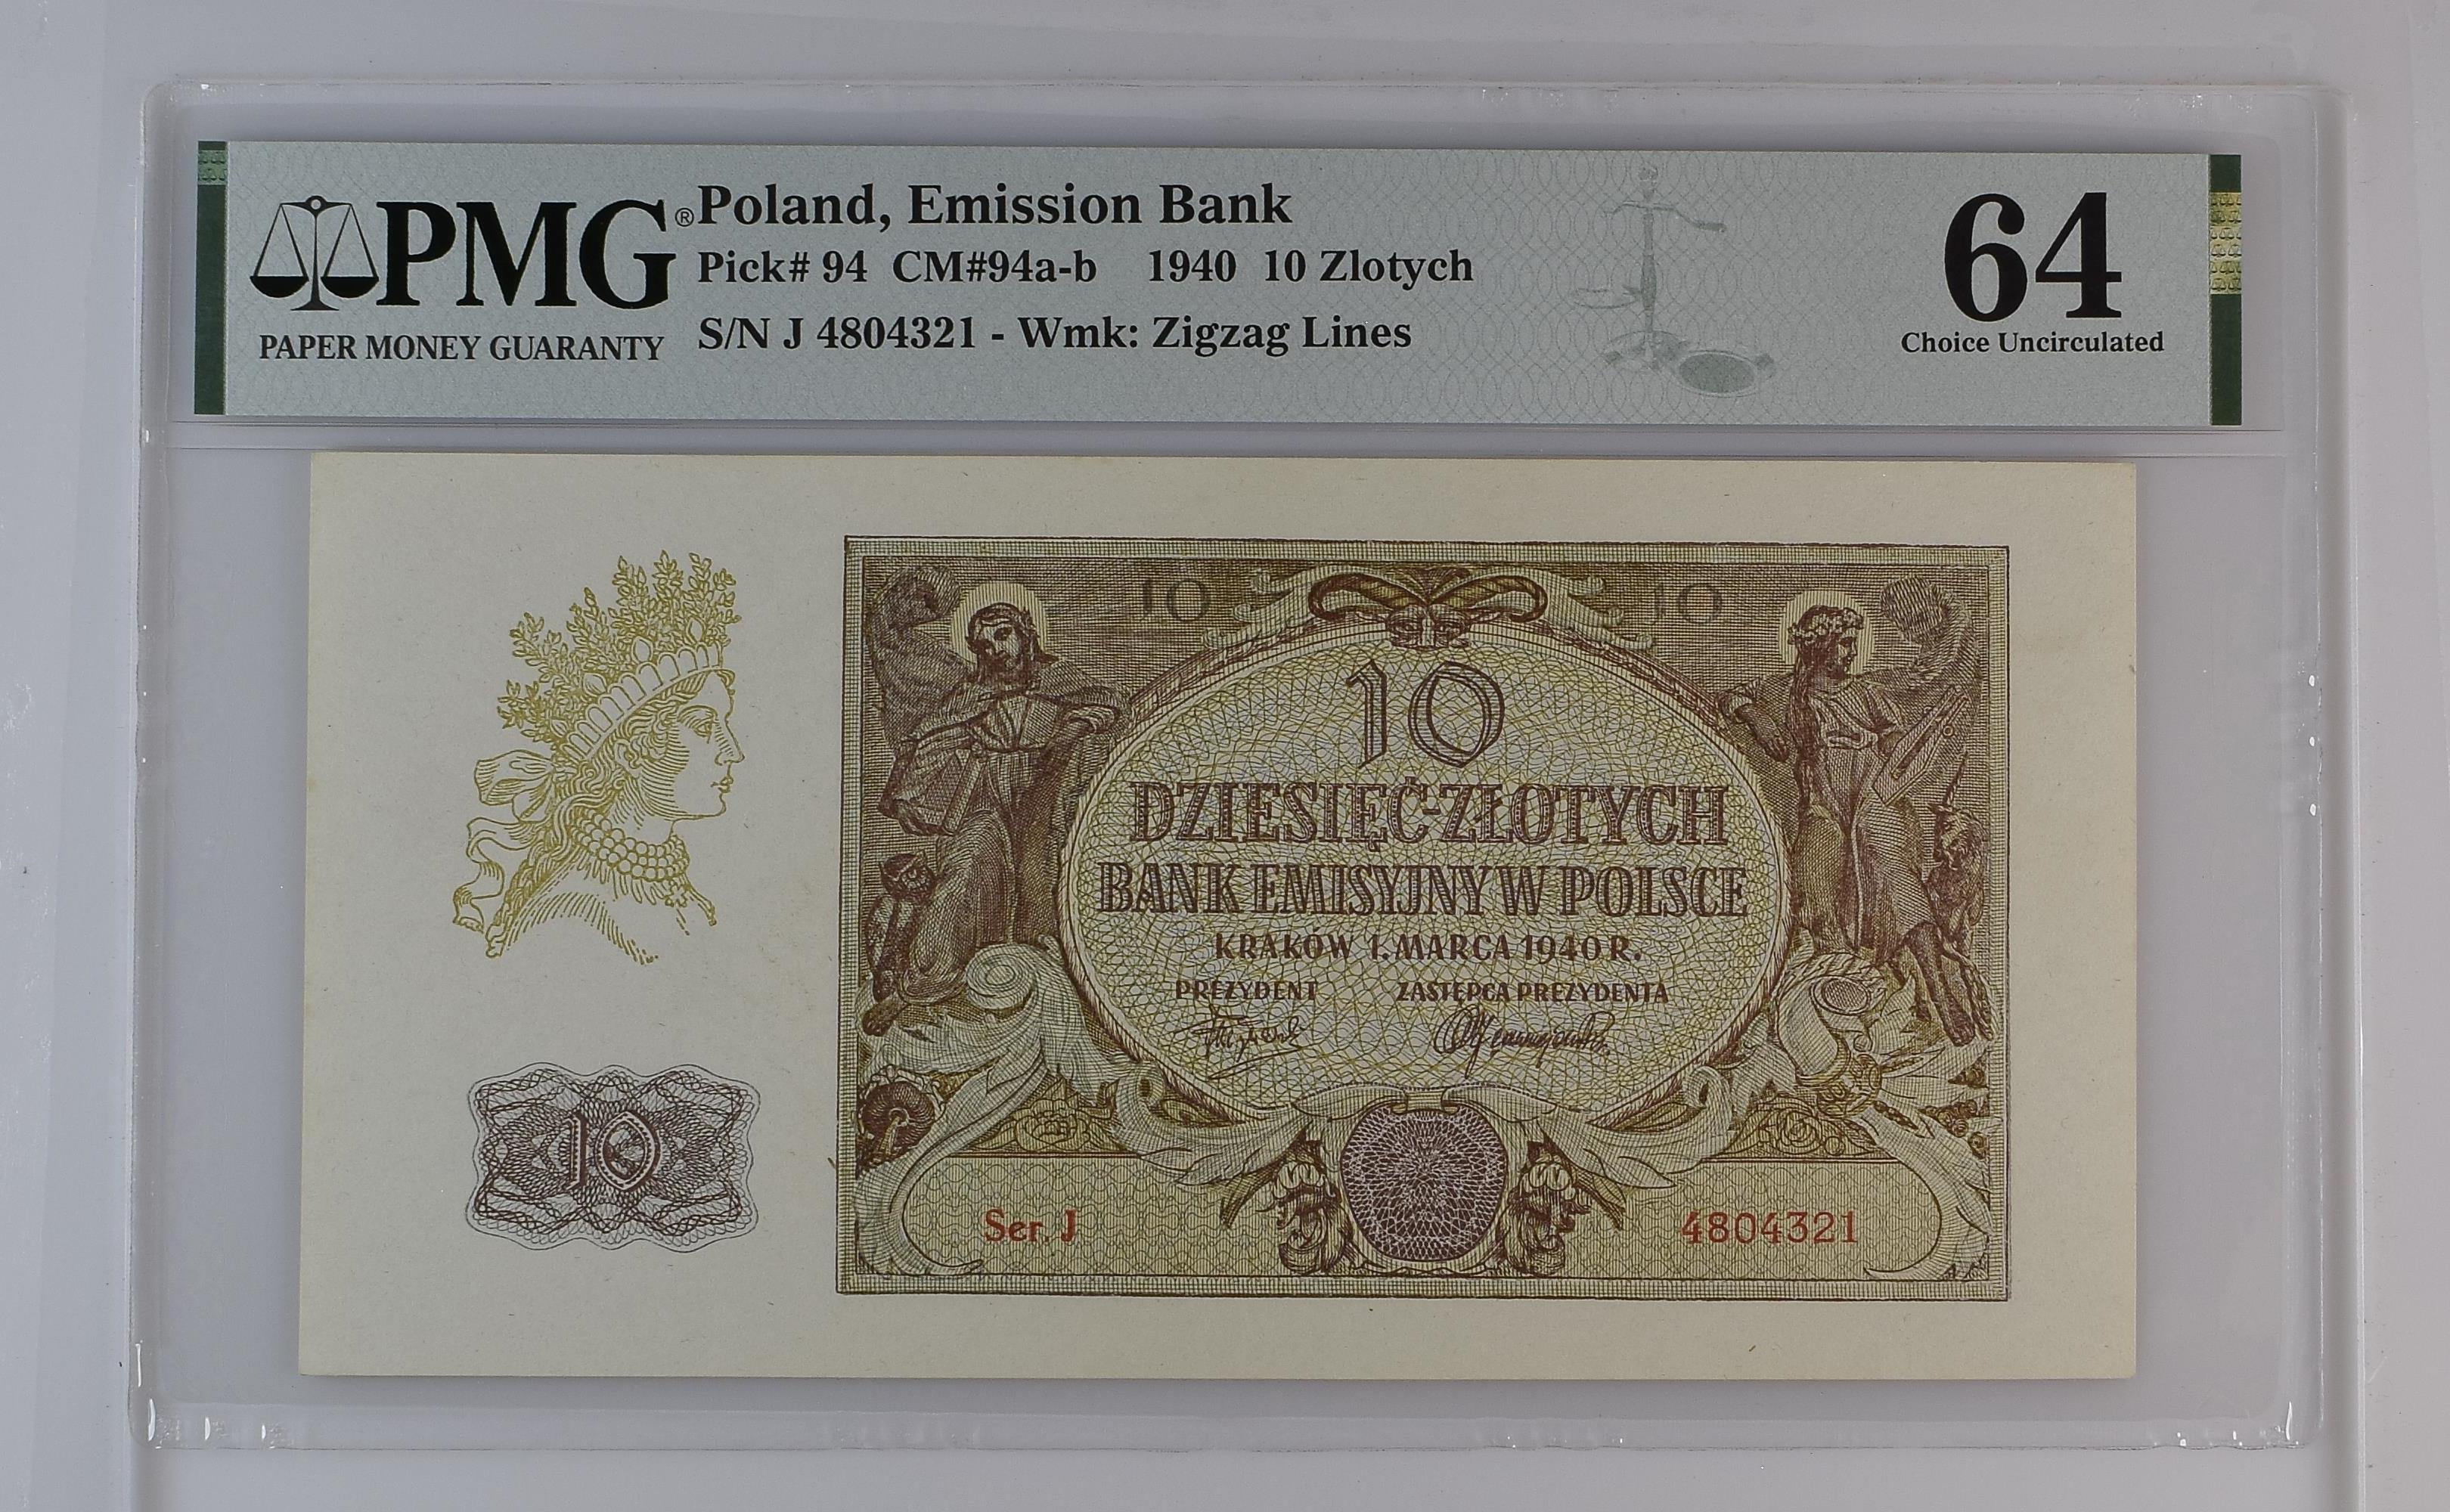 PMG®
PAPER MONEY GUARANTY
Poland, Emission Bank
Pick# 94 CM#94a-b 1940 10 Zlotych
S/N J 4804321 - Wmk: Zigzag Lines
64
Choice Uncirculated
10 10
10
DZIESIĘĆ-ZŁOTYCH
BANK EMISYJNY W POLSCE
KRAKÓW 1. MARCA 1940 R.
PREZYDENT ZASTĘPCA PREZYDENTA
10
Ser. J 4804321